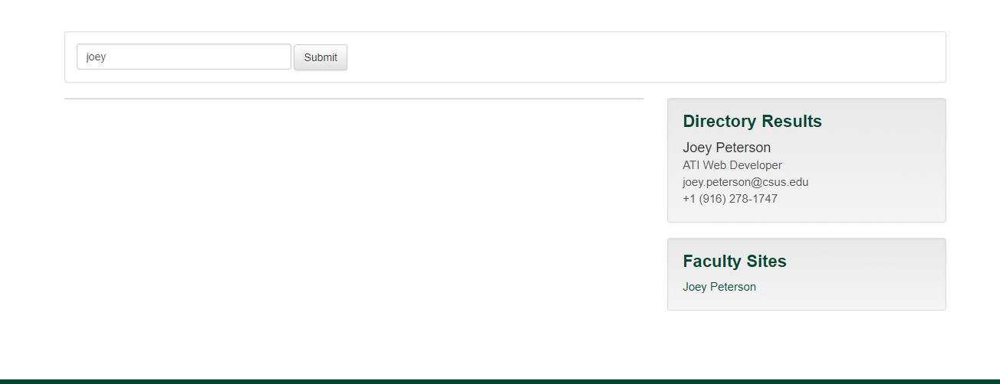 joey
Submit
Directory Results
Joey Peterson
ATI Web Developer
joey.peterson@csus.edu
+1 (916) 278-1747
Faculty Sites
Joey Peterson